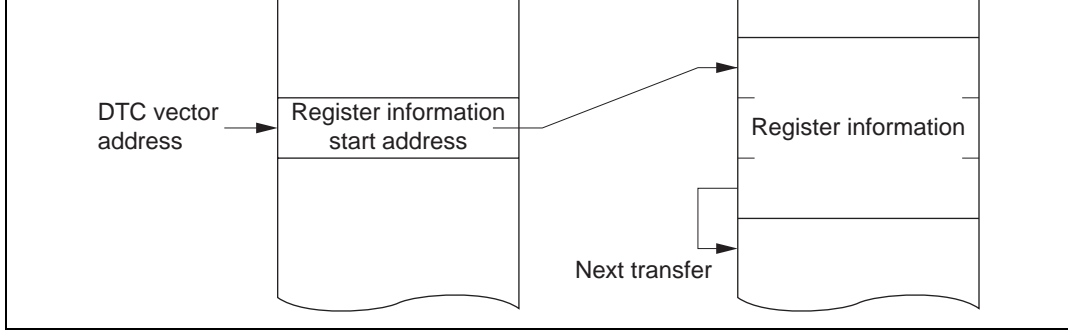 DTC vector
address
Register information
start address
Register information
Next transfer